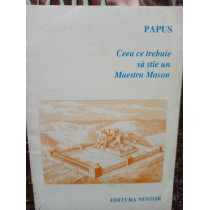 PAPUS
Ceea ce trebuie
să știe un
Maestru Mason
EDITURA NESTOR